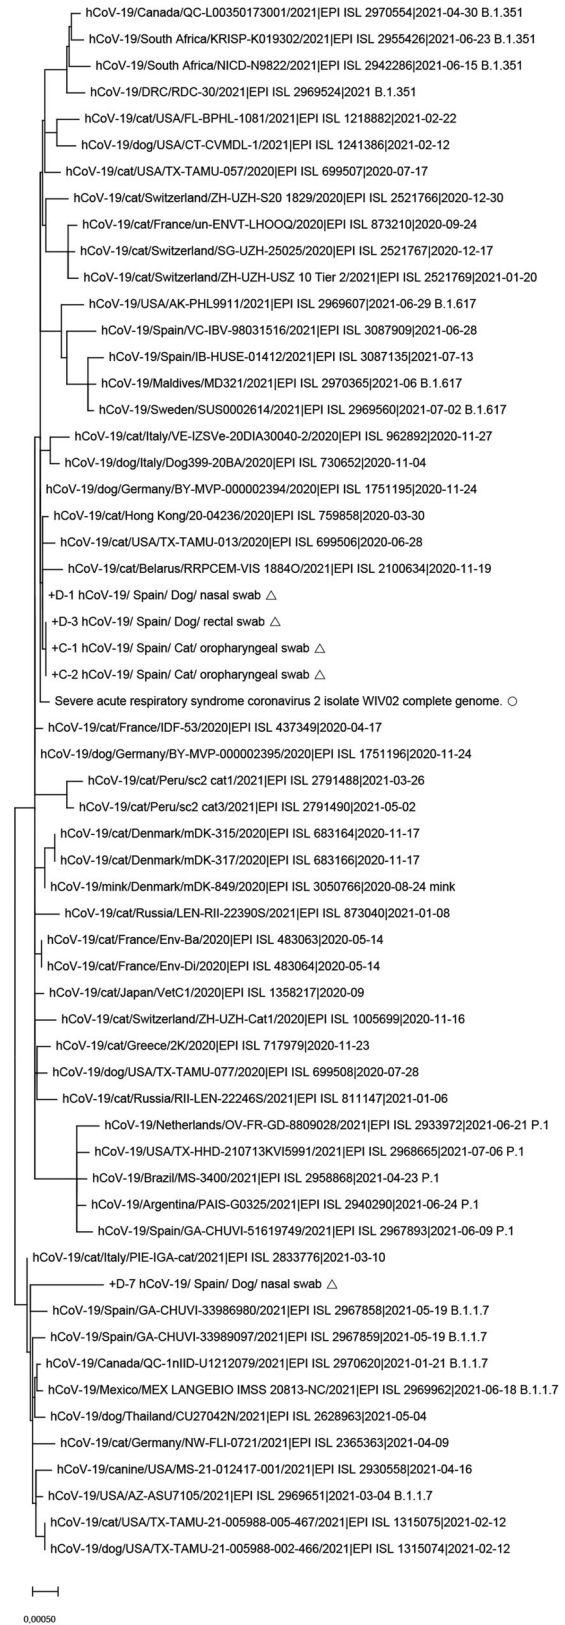 hCoV-19/Canada/QC-L00350173001/2021|EPI ISL 2970554|2021-04-30 B.1.351
hCoV-19/South Africa/KRISP-K019302/2021|EPI ISL 2955426|2021-06-23 B.1.351
hCoV-19/South Africa/NICD-N9822/2021|EPI ISL 2942286|2021-06-15 B.1.351
hCoV-19/DRC/RDC-30/2021|EPI ISL 2969524|2021 B.1.351
hCoV-19/cat/USA/FL-BPHL-1081/2021|EPI ISL 1218882|2021-02-22
hCoV-19/dog/USA/CT-CVMDL-1/2021|EPI ISL 1241386|2021-02-12
hCoV-19/cat/USA/TX-TAMU-057/2020|EPI ISL 699507|2020-07-17
hCoV-19/cat/Switzerland/ZH-UZH-S20 1829/2020|EPI ISL 2521766|2020-12-30
hCoV-19/cat/France/un-ENVT-LHOOQ/2020|EPI ISL 873210|2020-09-24
hCoV-19/cat/Switzerland/SG-UZH-25025/2020|EPI ISL 2521767|2020-12-17
hCoV-19/cat/Switzerland/ZH-UZH-USZ 10 Tier 2/2021|EPI ISL 2521769|2021-01-20
hCoV-19/USA/AK-PHL9911/2021|EPI ISL 2969607|2021-06-29 B.1.617
hCoV-19/Spain/VC-IBV-98031516/2021|EPI ISL 3087909|2021-06-28
hCoV-19/Spain/IB-HUSE-01412/2021|EPI ISL 3087135|2021-07-13
hCoV-19/Maldives/MD321/2021|EPI ISL 2970365|2021-06 B.1.617
hCoV-19/Sweden/SUS0002614/2021|EPI ISL 2969560|2021-07-02 B.1.617
hCoV-19/cat/Italy/VE-IZSVe-20DIA30040-2/2020|EPI ISL 962892|2020-11-27
hCoV-19/dog/Italy/Dog399-20BA/2020|EPI ISL 730652|2020-11-04
hCoV-19/dog/Germany/BY-MVP-000002394/2020|EPI ISL 1751195|2020-11-24
hCoV-19/cat/Hong Kong/20-04236/2020|EPI ISL 759858|2020-03-30
hCoV-19/cat/USA/TX-TAMU-013/2020|EPI ISL 699506|2020-06-28
hCoV-19/cat/Belarus/RRPCEM-VIS 1884O/2021|EPI ISL 2100634|2020-11-19
+D-1 hCoV-19/ Spain/ Dog/ nasal swab △
+D-3 hCoV-19/ Spain/ Dog/ rectal swab △
+C-1 hCoV-19/ Spain/ Cat/ oropharyngeal swab △
+C-2 hCoV-19/ Spain/ Cat/ oropharyngeal swab △
Severe acute respiratory syndrome coronavirus 2 isolate WIV02 complete genome. ○
hCoV-19/cat/France/IDF-53/2020|EPI ISL 437349|2020-04-17
hCoV-19/dog/Germany/BY-MVP-000002395/2020|EPI ISL 1751196|2020-11-24
hCoV-19/cat/Peru/sc2 cat1/2021|EPI ISL 2791488|2021-03-26
hCoV-19/cat/Peru/sc2 cat3/2021|EPI ISL 2791490|2021-05-02
hCoV-19/cat/Denmark/mDK-315/2020|EPI ISL 683164|2020-11-17
hCoV-19/cat/Denmark/mDK-317/2020|EPI ISL 683166|2020-11-17
hCoV-19/mink/Denmark/mDK-849/2020|EPI ISL 3050766|2020-08-24 mink
hCoV-19/cat/Russia/LEN-RII-22390S/2021|EPI ISL 873040|2021-01-08
hCoV-19/cat/France/Env-Ba/2020|EPI ISL 483063|2020-05-14
hCoV-19/cat/France/Env-Di/2020|EPI ISL 483064|2020-05-14
hCoV-19/cat/Japan/VetC1/2020|EPI ISL 1358217|2020-09
hCoV-19/cat/Switzerland/ZH-UZH-Cat1/2020|EPI ISL 1005699|2020-11-16
hCoV-19/cat/Greece/2K/2020|EPI ISL 717979|2020-11-23
hCoV-19/dog/USA/TX-TAMU-077/2020|EPI ISL 699508|2020-07-28
hCoV-19/cat/Russia/RII-LEN-22246S/2021|EPI ISL 811147|2021-01-06
hCoV-19/Netherlands/OV-FR-GD-8809028/2021|EPI ISL 2933972|2021-06-21 P.1
hCoV-19/USA/TX-HHD-210713KVI5991/2021|EPI ISL 2968665|2021-07-06 P.1
hCoV-19/Brazil/MS-3400/2021|EPI ISL 2958868|2021-04-23 P.1
hCoV-19/Argentina/PAIS-G0325/2021|EPI ISL 2940290|2021-06-24 P.1
hCoV-19/Spain/GA-CHUVI-51619749/2021|EPI ISL 2967893|2021-06-09 P.1
hCoV-19/cat/Italy/PIE-IGA-cat/2021|EPI ISL 2833776|2021-03-10
+D-7 hCoV-19/ Spain/ Dog/ nasal swab △
hCoV-19/Spain/GA-CHUVI-33986980/2021|EPI ISL 2967858|2021-05-19 B.1.1.7
hCoV-19/Spain/GA-CHUVI-33989097/2021|EPI ISL 2967859|2021-05-19 B.1.1.7
hCoV-19/Canada/QC-1nIID-U1212079/2021|EPI ISL 2970620|2021-01-21 B.1.1.7
hCoV-19/Mexico/MEX LANGEBIO IMSS 20813-NC/2021|EPI ISL 2969962|2021-06-18 B.1.1.7
hCoV-19/dog/Thailand/CU27042N/2021|EPI ISL 2628963|2021-05-04
hCoV-19/cat/Germany/NW-FLI-0721/2021|EPI ISL 2365363|2021-04-09
hCoV-19/canine/USA/MS-21-012417-001/2021|EPI ISL 2930558|2021-04-16
hCoV-19/USA/AZ-ASU7105/2021|EPI ISL 2969651|2021-03-04 B.1.1.7
hCoV-19/cat/USA/TX-TAMU-21-005988-005-467/2021|EPI ISL 1315075|2021-02-12
hCoV-19/dog/USA/TX-TAMU-21-005988-002-466/2021|EPI ISL 1315074|2021-02-12
0,00050